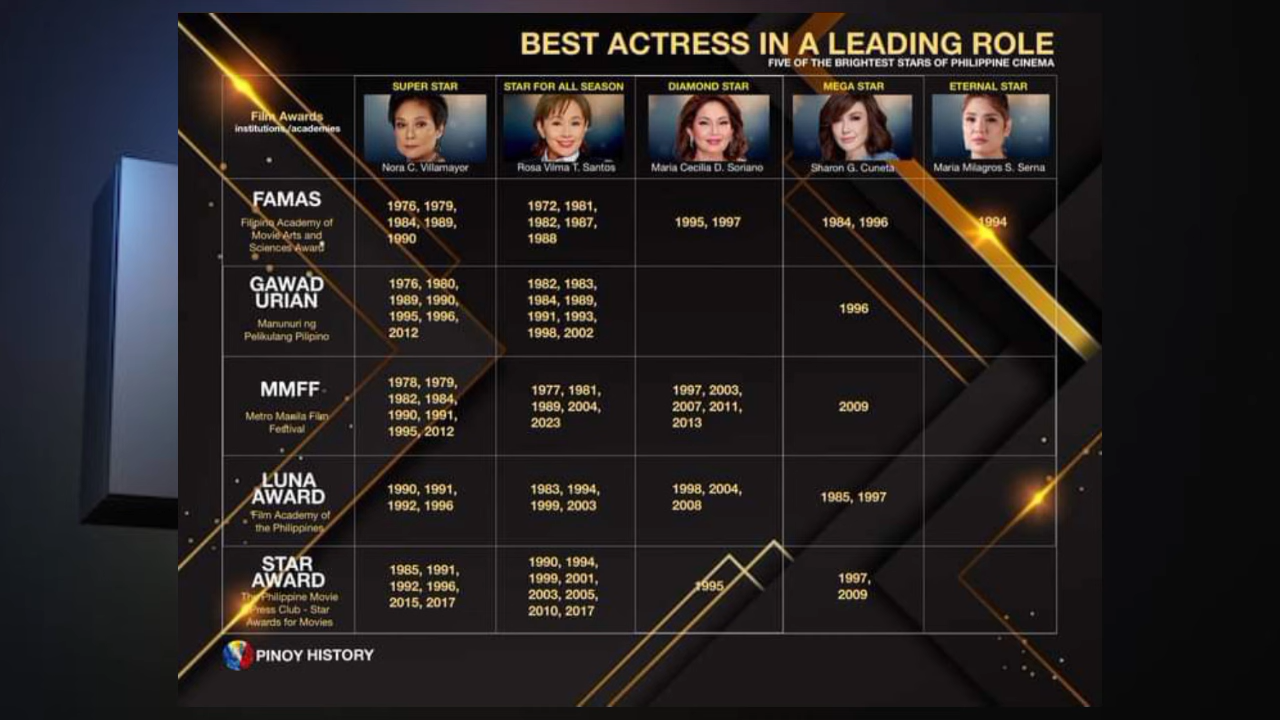 BEST ACTRESS IN A LEADING ROLE
FIVE OF THE BRIGHTEST STARS OF PHILIPPINE CINEMA
Film Awards
institutions /academies
SUPER STAR
Nora C. Villamayor
STAR FOR ALL SEASON
Rosa Vilma T. Santos
DIAMOND STAR
Maria Cecilia D. Soriano
MEGA STAR
Sharon G. Cuneta
ETERNAL STAR
Maria Milagros S. Serna
FAMAS
Filipino Academy of
Movie Arts and
Sciences Award
1976, 1979,
1984, 1989,
1990
1972, 1981,
1982, 1987,
1988
1995, 1997
1984, 1996
1994
GAWAD
URIAN
Manunuri ng
Pelikulang Pilipino
1976, 1980,
1989, 1990,
1995, 1996,
2012
1982, 1983,
1984, 1989,
1991, 1993,
1998, 2002
1996
MMFF
Metro Manila Film
Festival
1978, 1979,
1982, 1984,
1990, 1991,
1995, 2012
1977, 1981,
1989, 2004,
2023
1997, 2003,
2007, 2011,
2013
2009
LUNA
AWARD
Film Academy of
the Philippines
1990, 1991,
1992, 1996
1983, 1994,
1999, 2003
1998, 2004,
2008
1985, 1997
STAR
AWARD
The Philippine Movie
Press Club - Star
Awards for Movies
1985, 1991,
1992, 1996,
2015, 2017
1990, 1994,
1999, 2001,
2003, 2005,
2010, 2017
1995
1997,
2009
PINOY HISTORY